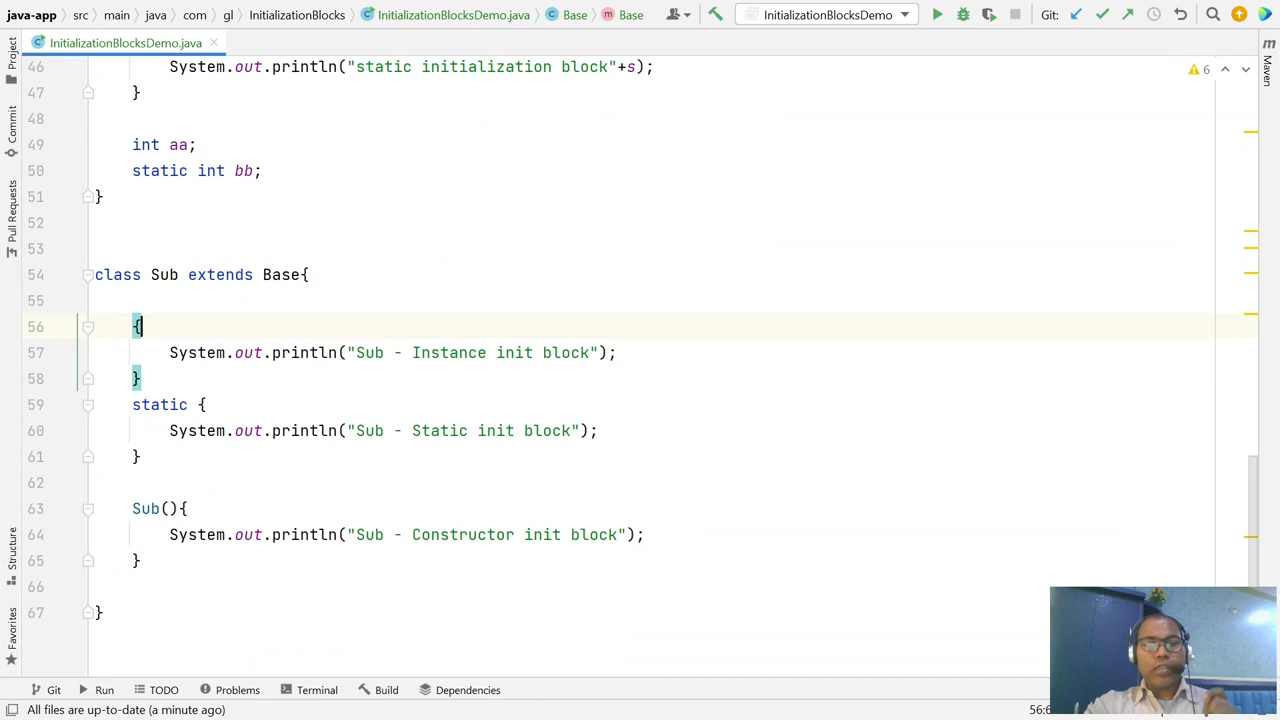 java-app src main java com gl InitializationBlocks InitializationBlocksDemo.java Base Base InitializationBlocksDemo Git:
InitializationBlocksDemo.java
Project
Commit
Pull Requests
Structure
Favorites
Maven
6
46 System.out.println("static initialization block"+s);
47 }
48
49 int aa;
50 static int bb;
51 }
52
53
54 class Sub extends Base{
55
56 {
57 System.out.println("Sub - Instance init block");
58 }
59 static {
60 System.out.println("Sub - Static init block");
61 }
62
63 Sub(){
64 System.out.println("Sub - Constructor init block");
65 }
66
67 }
Git Run TODO Problems Terminal Build Dependencies
All files are up-to-date (a minute ago) 56:6